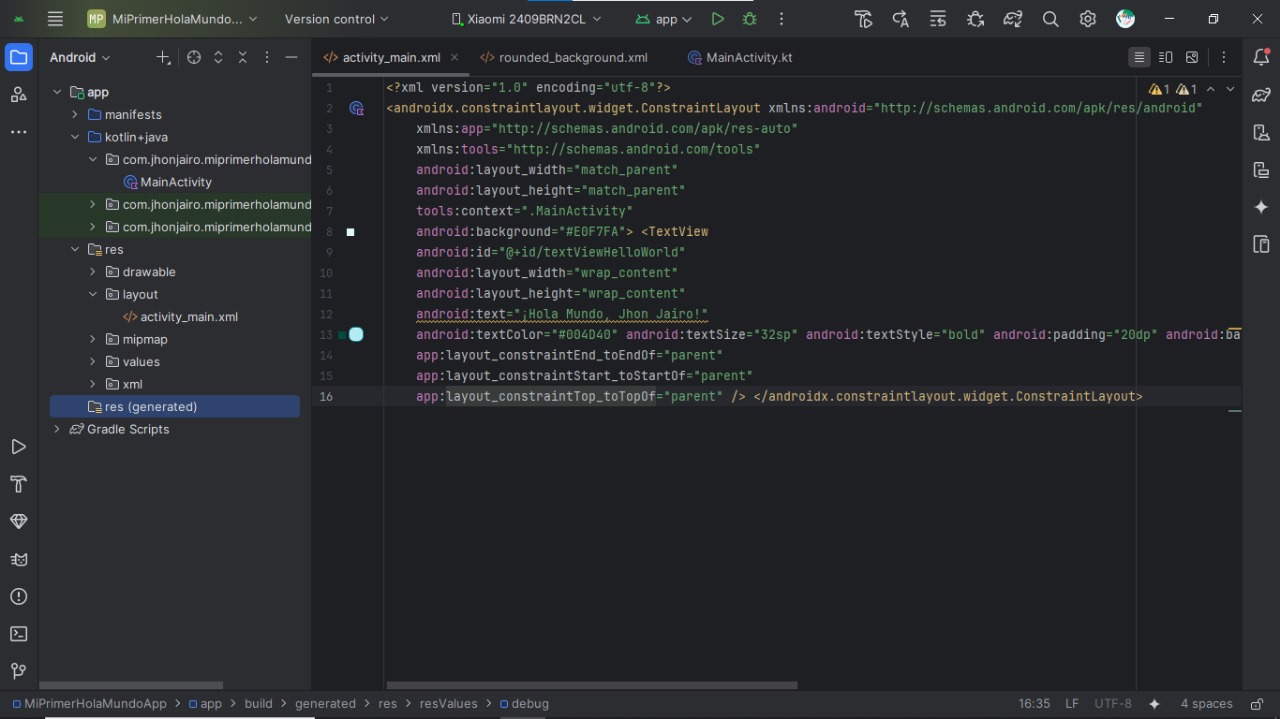 MP MiPrimerHolaMundo... Version control Xiaomi 2409BRN2CL app
Android
activity_main.xml rounded_background.xml MainActivity.kt
app
manifests
kotlin+java
com.jhonjairo.miprimerholamund
MainActivity
com.jhonjairo.miprimerholamund
com.jhonjairo.miprimerholamund
res
drawable
layout
activity_main.xml
mipmap
values
xml
res (generated)
Gradle Scripts
1 1
1 <?xml version="1.0" encoding="utf-8"?>
2 <androidx.constraintlayout.widget.ConstraintLayout xmlns:android="http://schemas.android.com/apk/res/android"
3 xmlns:app="http://schemas.android.com/apk/res-auto"
4 xmlns:tools="http://schemas.android.com/tools"
5 android:layout_width="match_parent"
6 android:layout_height="match_parent"
7 tools:context=".MainActivity"
8 android:background="#E0F7FA"> <TextView
9 android:id="@+id/textViewHelloWorld"
10 android:layout_width="wrap_content"
11 android:layout_height="wrap_content"
12 android:text="¡Hola Mundo, Jhon Jairo!"
13 android:textColor="#004D40" android:textSize="32sp" android:textStyle="bold" android:padding="20dp" android:ba
14 app:layout_constraintEnd_toEndOf="parent"
15 app:layout_constraintStart_toStartOf="parent"
16 app:layout_constraintTop_toTopOf="parent" /> </androidx.constraintlayout.widget.ConstraintLayout>
MiPrimerHolaMundoApp > app > build > generated > res > resValues > debug
16:35 LF UTF-8 4 spaces